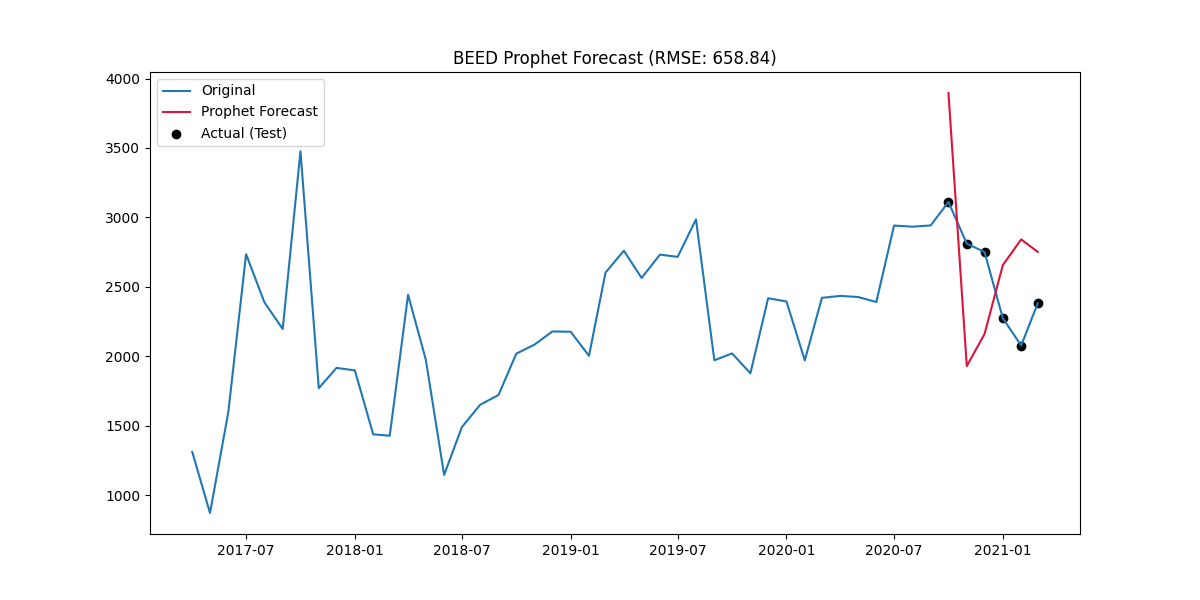 BEED Prophet Forecast (RMSE: 658.84)
Original
Prophet Forecast
Actual (Test)
4000
3500
3000
2500
2000
1500
1000
2017-07 2018-01 2018-07 2019-01 2019-07 2020-01 2020-07 2021-01